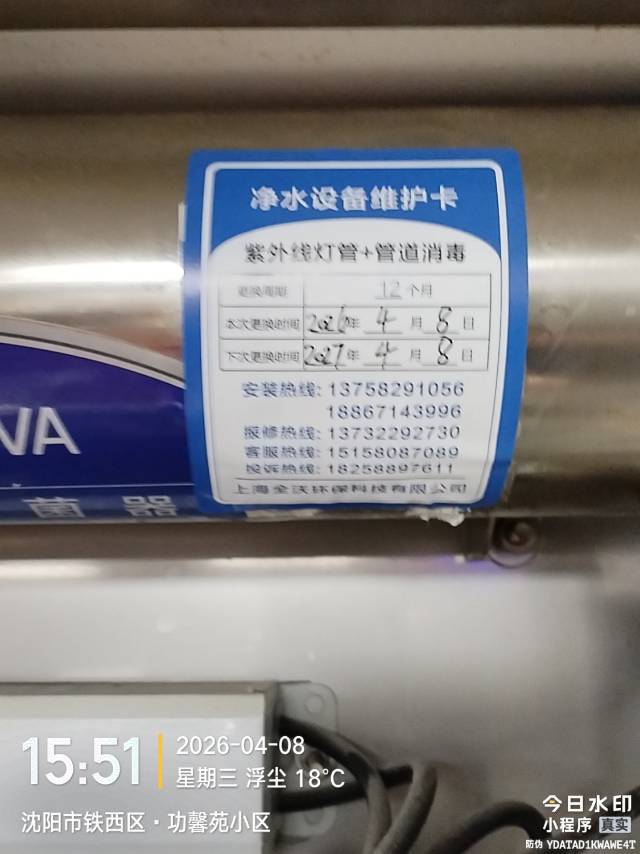 净水设备维护卡
紫外线灯管+管道消毒
更换周期 12 个月
本次更换时间 2026年 4 月 8 日
下次更换时间 2027年 4 月 8 日
安装热线: 13758291056
18867143996
报修热线: 13732292730
客服热线: 15158087089
投诉热线: 18258897611
上海全沃环保科技有限公司
VA
菌器
15:51
2026-04-08
星期三 浮尘 18°C
沈阳市铁西区·功馨苑小区
今日水印
小程序 真实
防伪 YDATAD1KWAWE4T